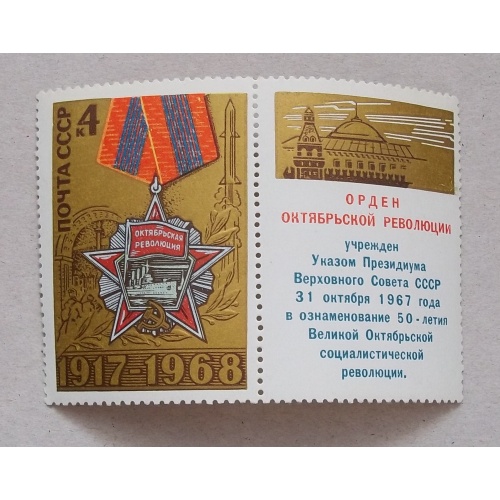 ПОЧТА СССР
4
К
ОКТЯБРЬСКАЯ
РЕВОЛЮЦИЯ
1917-1968
ОРДЕН
ОКТЯБРЬСКОЙ РЕВОЛЮЦИИ
учрежден
Указом Президиума
Верховного Совета СССР
31 октября 1967 года
в ознаменование 50-летия
Великой Октябрьской
социалистической
революции.